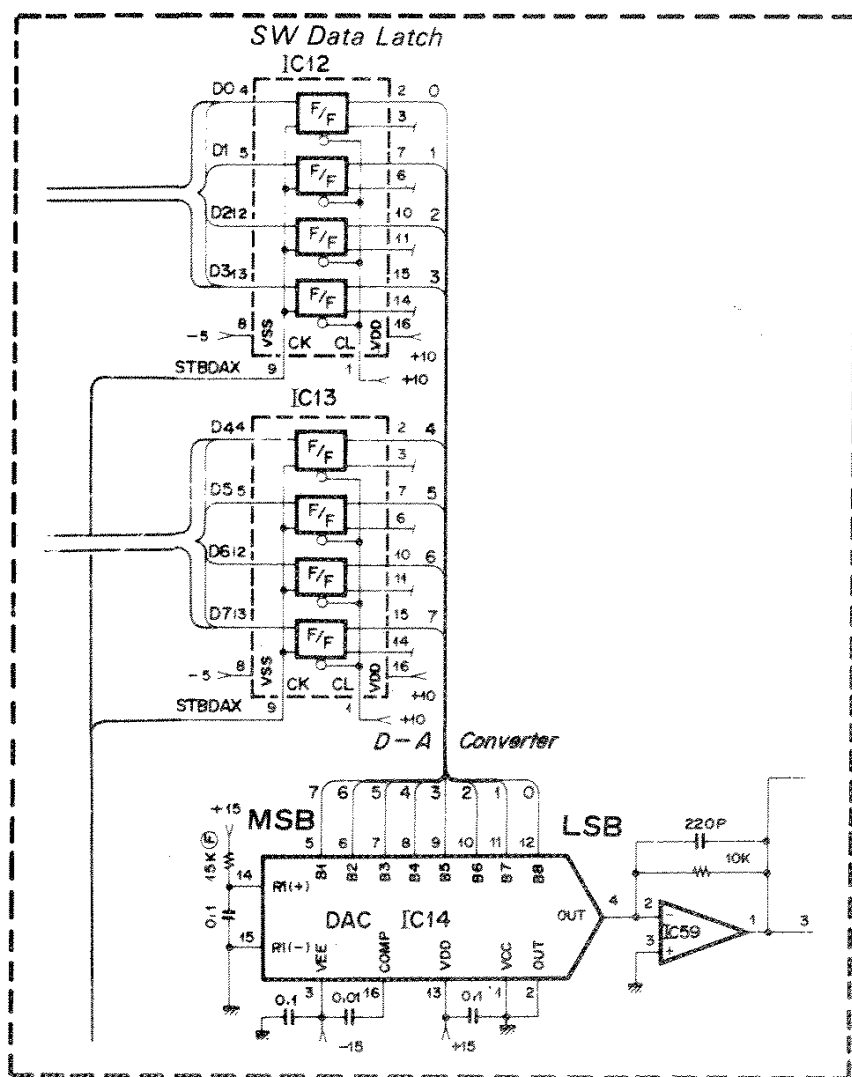 SW Data Latch
IC12
D0 4 F/F 2 0
3
D1 5 F/F 7 1
6
D2 12 F/F 10 2
11
D3 13 F/F 15 3
14
-5 8 VSS CK CL VDD 16 +10
STBDAX 9 1 +10
IC13
D4 4 F/F 2 4
3
D5 5 F/F 7 5
6
D6 12 F/F 10 6
11
D7 13 F/F 15 7
14
-5 8 VSS CK CL VDD 16 +10
STBDAX 9 1 +10
D-A Converter
7 6 5 4 3 2 1 0
+15 MSB LSB 220P
5 6 7 8 9 10 11 12
15K F B1 B2 B3 B4 B5 B6 B7 B8 10K
14 R1(+)
0.1 DAC IC14 OUT 4 2 - IC59 1 3
15 R1(-) VEE COMP VDD VCC OUT 3 +
0.1 3 0.01 16 13 0.1 1 2
-15 +15